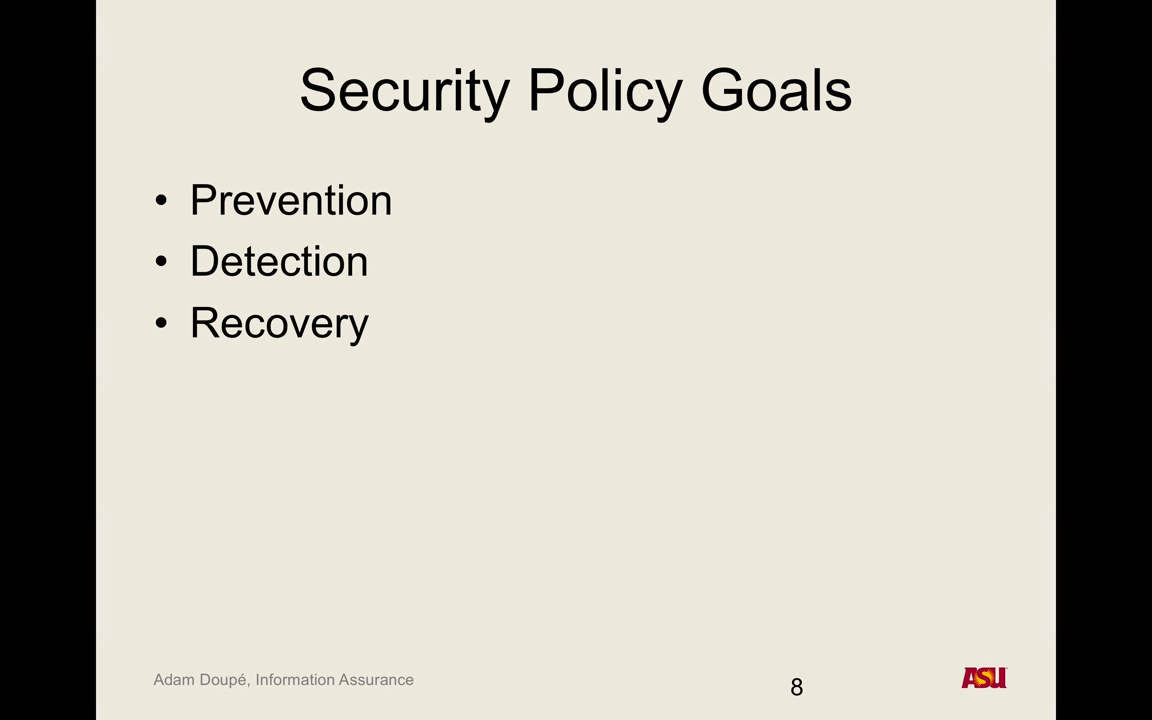 Security Policy Goals
• Prevention
• Detection
• Recovery
Adam Doupé, Information Assurance
8
ASU